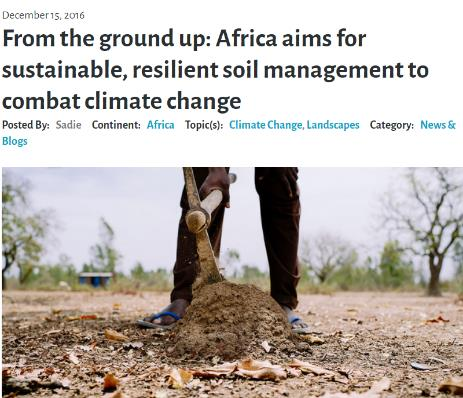 December 15, 2016
From the ground up: Africa aims for
sustainable, resilient soil management to
combat climate change
Posted By: Sadie Continent: Africa Topic(s): Climate Change, Landscapes Category: News &
Blogs